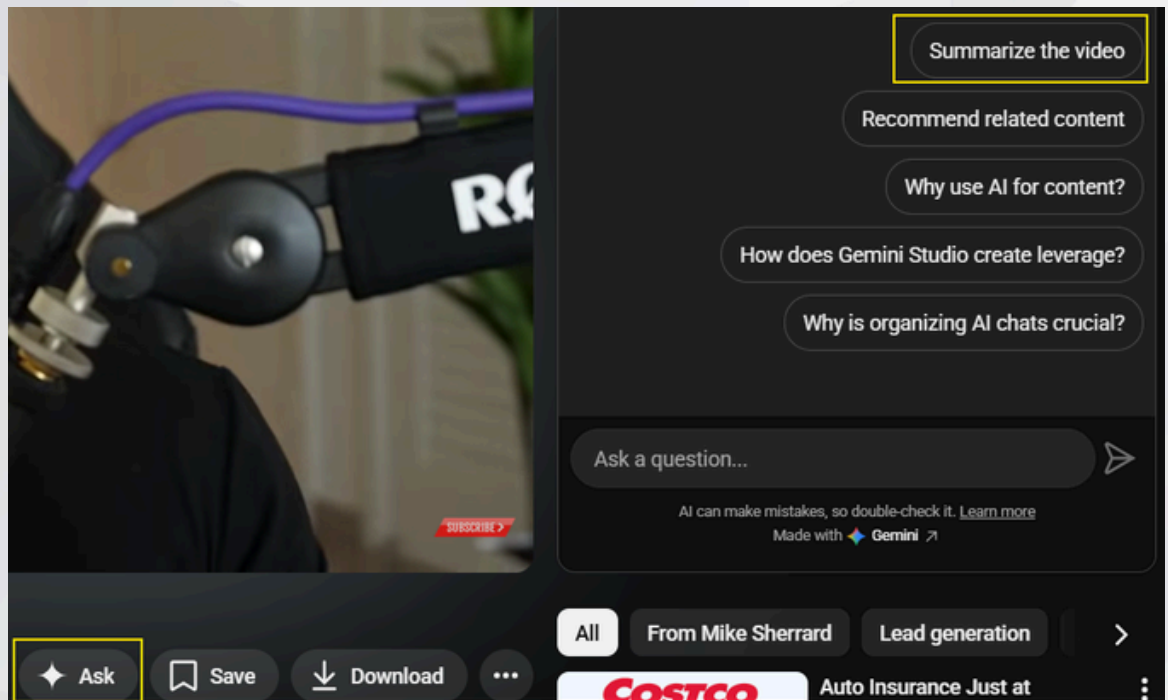 Summarize the video
Recommend related content
Why use AI for content?
How does Gemini Studio create leverage?
Why is organizing AI chats crucial?
Ask a question...
AI can make mistakes, so double-check it. Learn more
Made with Gemini
SUBSCRIBE
All
From Mike Sherrard
Lead generation
Ask
Save
Download
COSTCO
Auto Insurance Just at